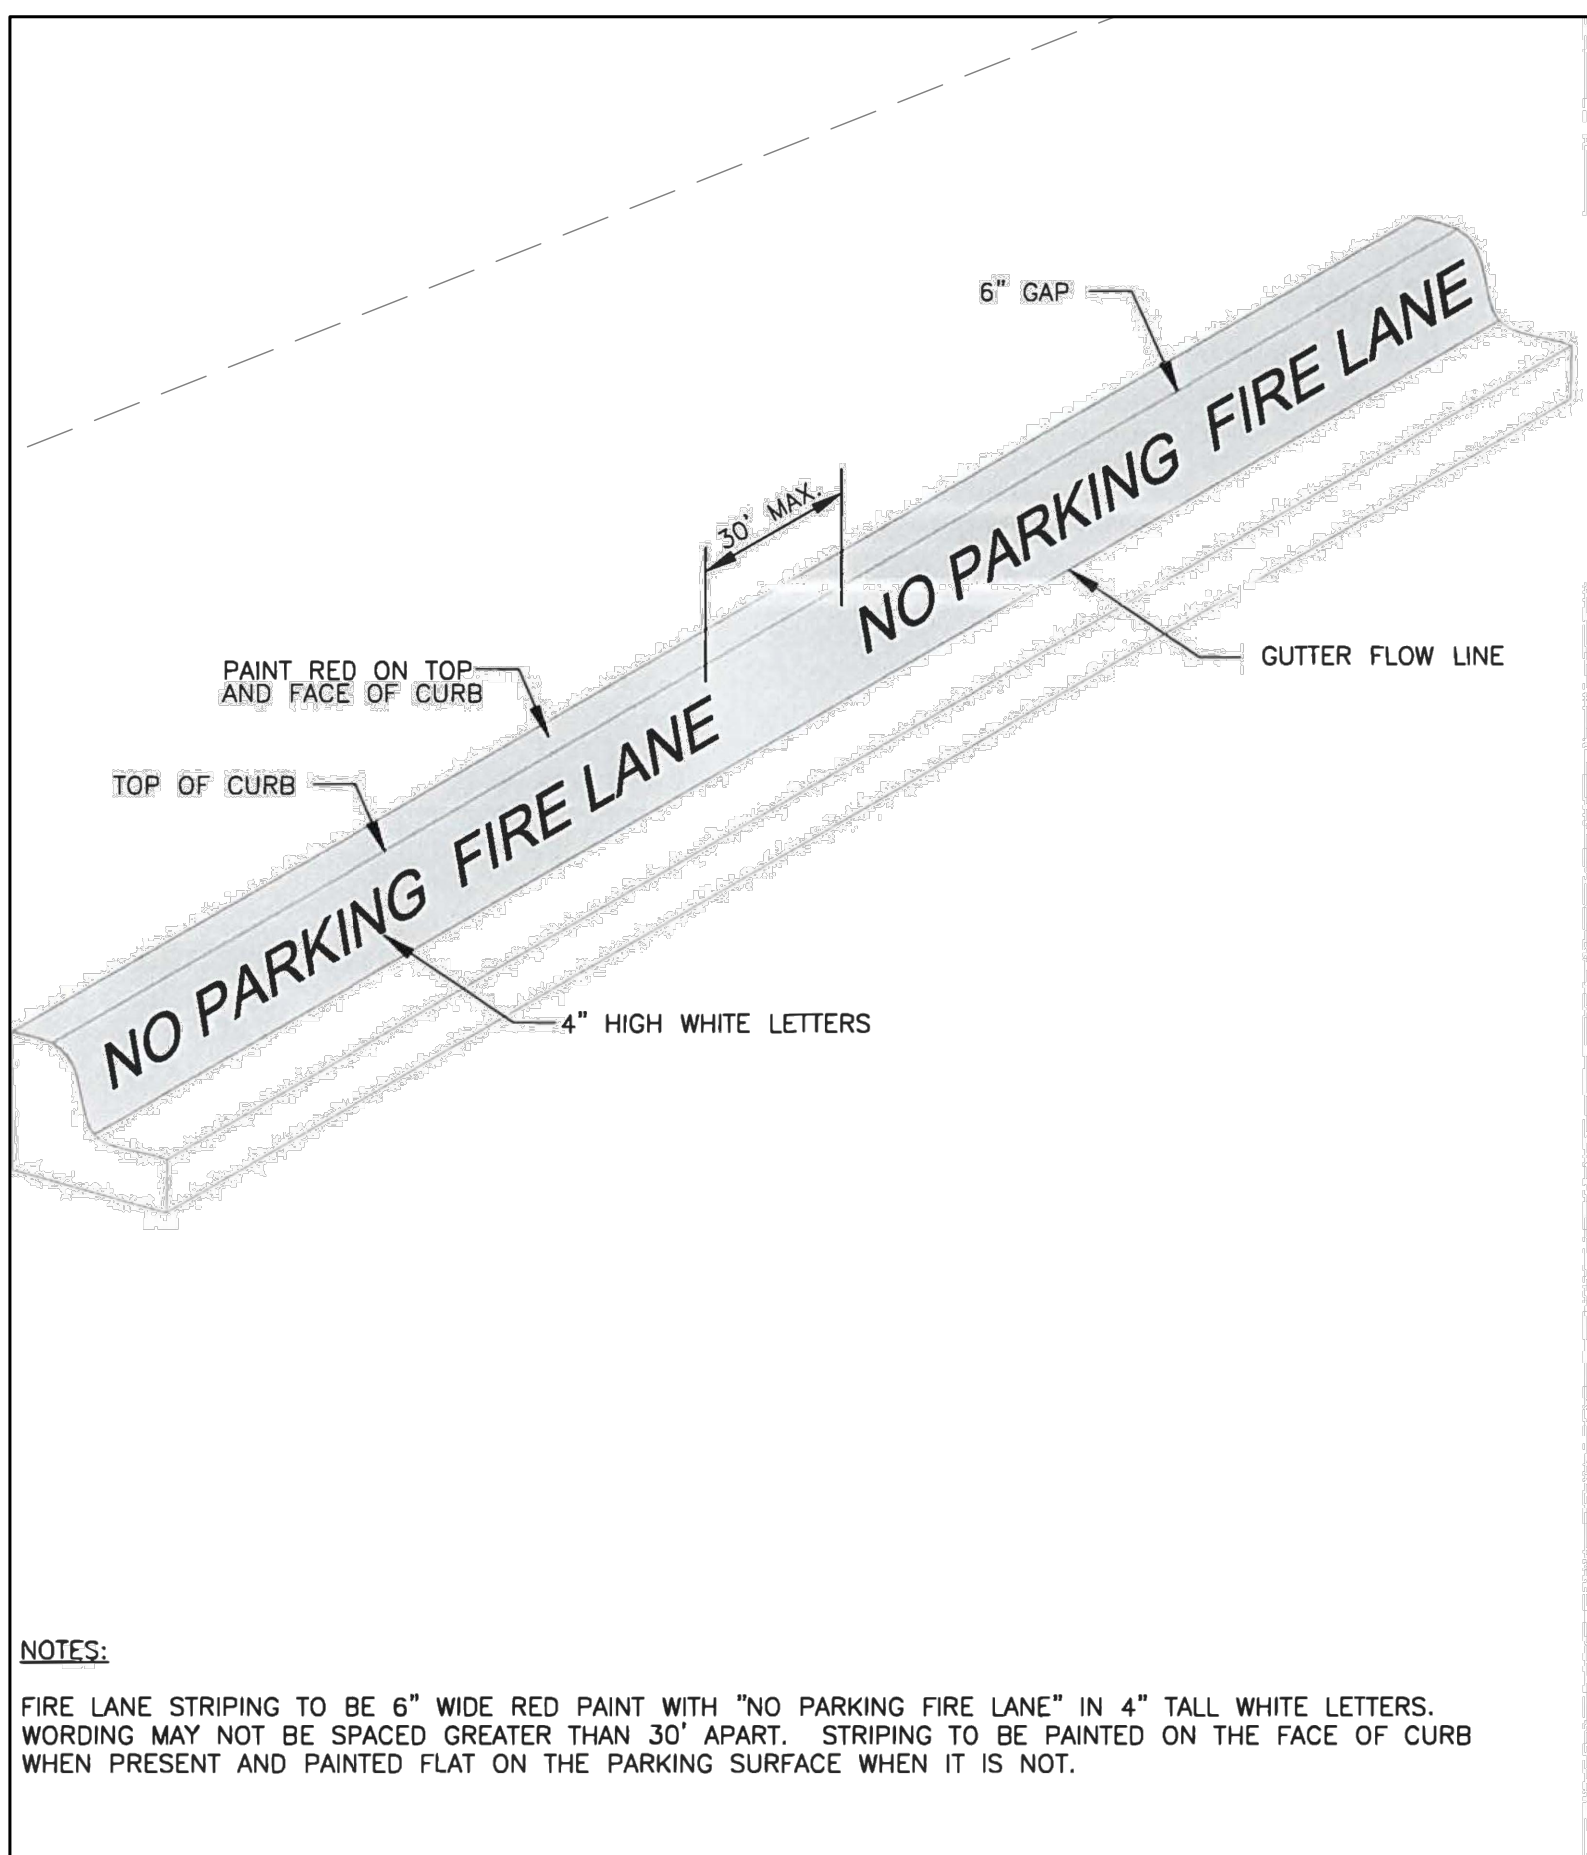 6" GAP
NO PARKING FIRE LANE
30' MAX.
GUTTER FLOW LINE
PAINT RED ON TOP
AND FACE OF CURB
TOP OF CURB
NO PARKING FIRE LANE
4" HIGH WHITE LETTERS
NOTES:
FIRE LANE STRIPING TO BE 6" WIDE RED PAINT WITH "NO PARKING FIRE LANE" IN 4" TALL WHITE LETTERS.
WORDING MAY NOT BE SPACED GREATER THAN 30' APART. STRIPING TO BE PAINTED ON THE FACE OF CURB
WHEN PRESENT AND PAINTED FLAT ON THE PARKING SURFACE WHEN IT IS NOT.